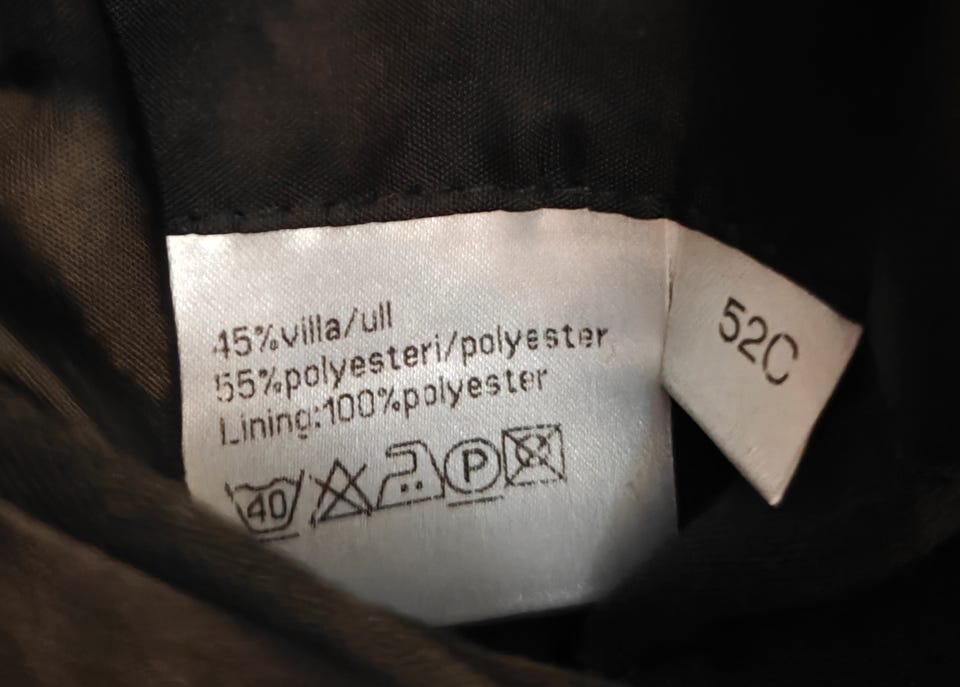 45%villa/ull
55%polyesteri/polyester
Lining:100%polyester
40 P
52C